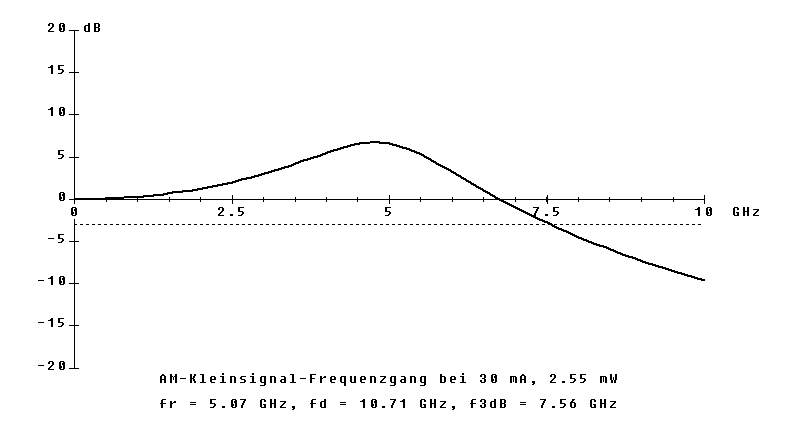 20 dB
15
10
5
0
0 2.5 5 7.5 10 GHz
-5
-10
-15
-20
AM-Kleinsignal-Frequenzgang bei 30 mA, 2.55 mW
fr = 5.07 GHz, fd = 10.71 GHz, f3dB = 7.56 GHz